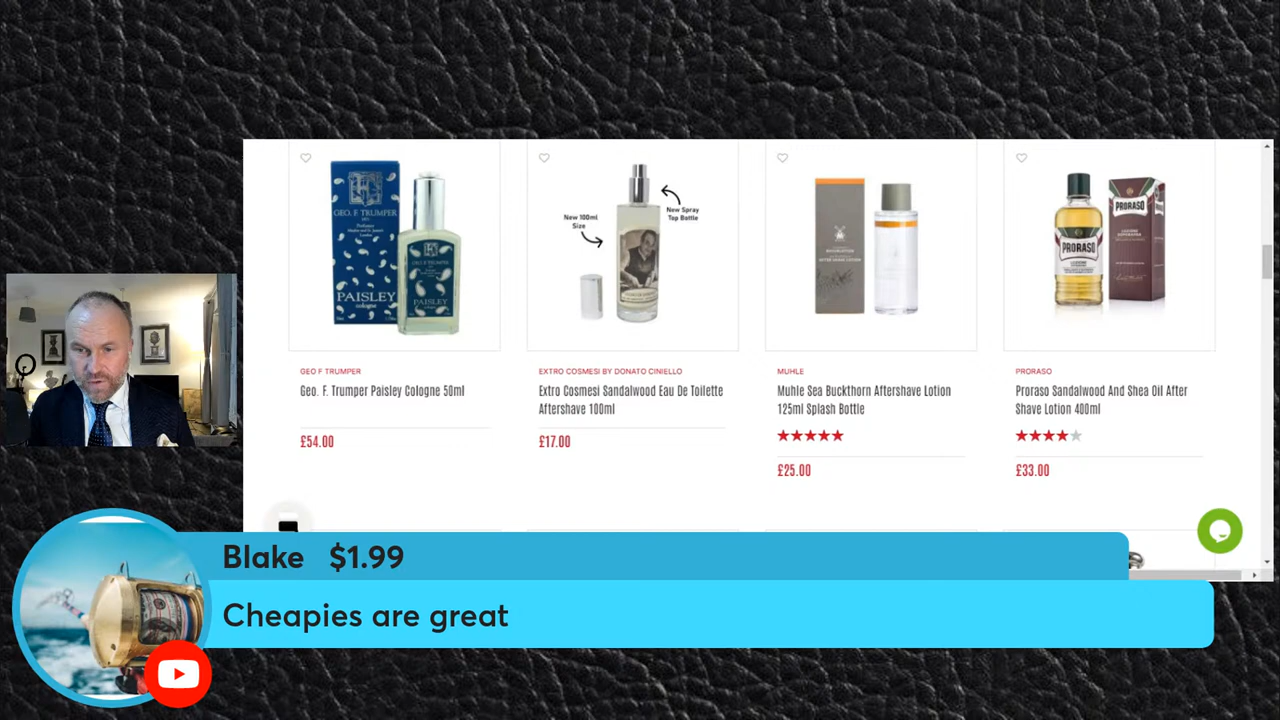 GEO. F. TRUMPER
PAISLEY
cologne
PAISLEY
New 100ml
Size
New Spray
Top Bottle
PRORASO
PRORASO
GEO F TRUMPER
Geo. F. Trumper Paisley Cologne 50ml
£54.00
EXTRO COSMESI BY DONATO CINIELLO
Extro Cosmesi Sandalwood Eau De Toilette
Aftershave 100ml
£17.00
MUHLE
Muhle Sea Buckthorn Aftershave Lotion
125ml Splash Bottle
£25.00
PRORASO
Proraso Sandalwood And Shea Oil After
Shave Lotion 400ml
£33.00
Blake $1.99
Cheapies are great